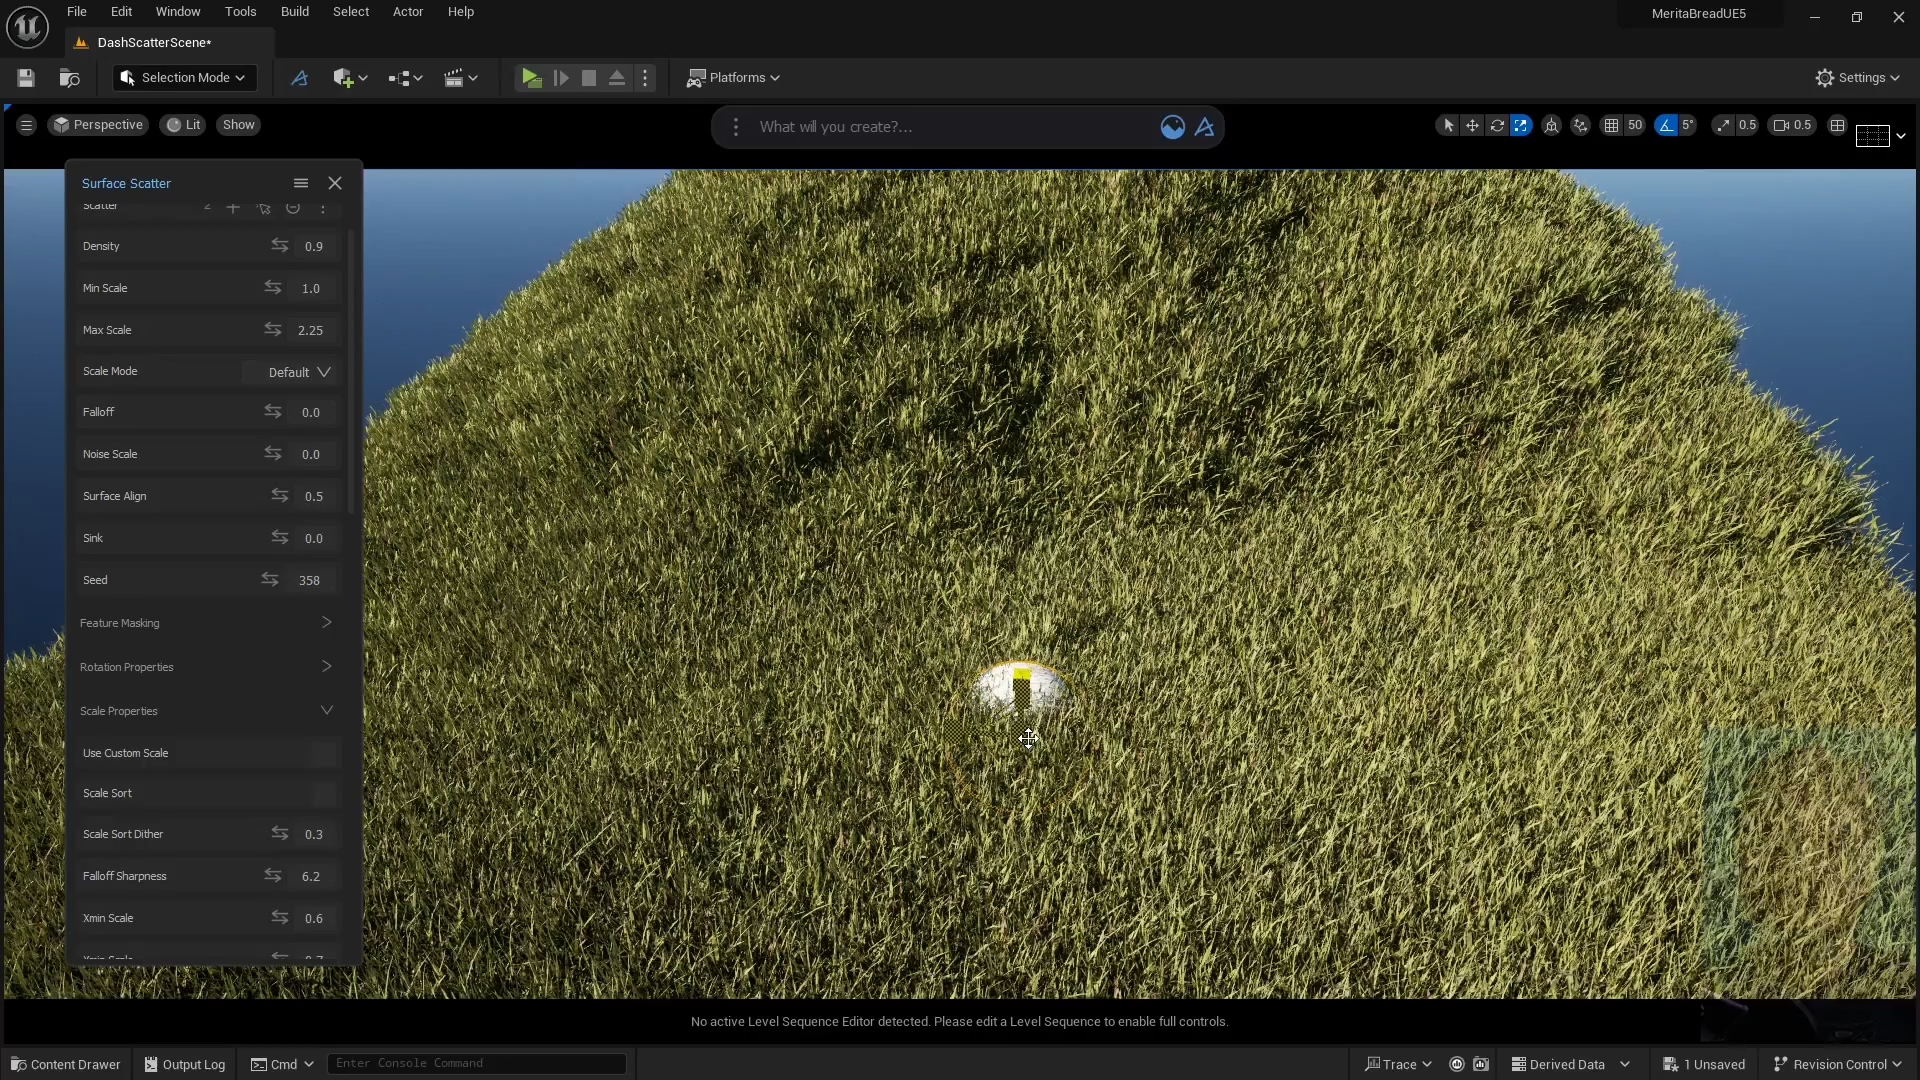 File Edit Window Tools Build Select Actor Help
MeritaBreadUE5
DashScatterScene*
Selection Mode
Platforms
Settings
Perspective
Lit
Show
What will you create?...
50
5°
0.5
0.5
Surface Scatter
Scatter 2
Density 0.9
Min Scale 1.0
Max Scale 2.25
Scale Mode Default
Falloff 0.0
Noise Scale 0.0
Surface Align 0.5
Sink 0.0
Seed 358
Feature Masking
Rotation Properties
Scale Properties
Use Custom Scale
Scale Sort
Scale Sort Dither 0.3
Falloff Sharpness 6.2
Xmin Scale 0.6
No active Level Sequence Editor detected. Please edit a Level Sequence to enable full controls.
Content Drawer
Output Log
Cmd
Enter Console Command
Trace
Derived Data
1 Unsaved
Revision Control